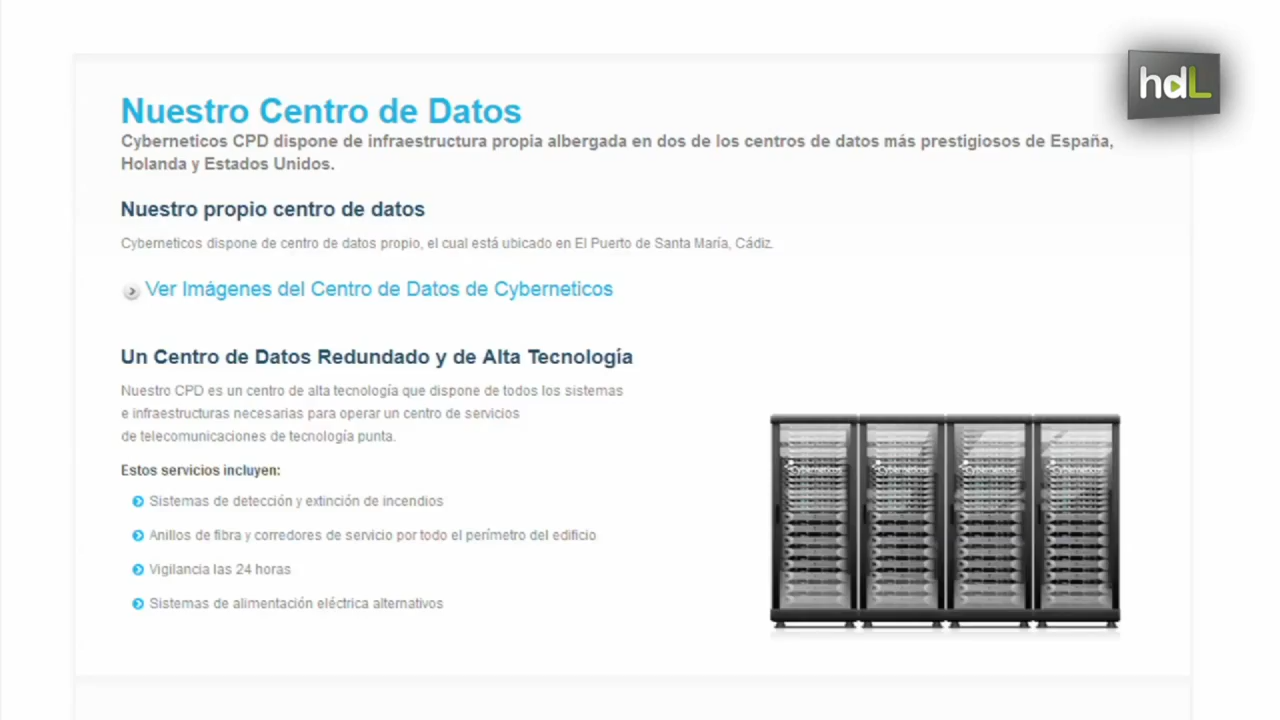 hdL
Nuestro Centro de Datos
Cyberneticos CPD dispone de infraestructura propia albergada en dos de los centros de datos más prestigiosos de España,
Holanda y Estados Unidos.
Nuestro propio centro de datos
Cyberneticos dispone de centro de datos propio, el cual está ubicado en El Puerto de Santa María, Cádiz.
Ver Imágenes del Centro de Datos de Cyberneticos
Un Centro de Datos Redundado y de Alta Tecnología
Nuestro CPD es un centro de alta tecnología que dispone de todos los sistemas
e infraestructuras necesarias para operar un centro de servicios
de telecomunicaciones de tecnología punta.
Estos servicios incluyen:
Sistemas de detección y extinción de incendios
Anillos de fibra y corredores de servicio por todo el perímetro del edificio
Vigilancia las 24 horas
Sistemas de alimentación eléctrica alternativos